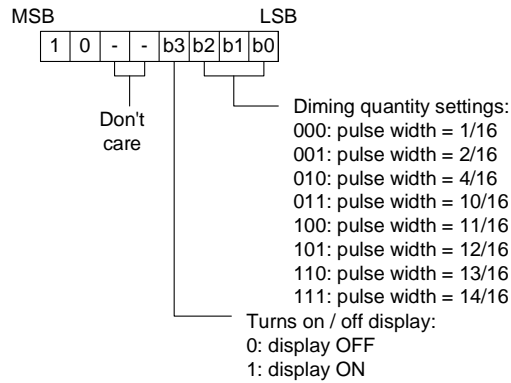 MSB LSB
1 0 - - b3 b2 b1 b0
Don't
care
Diming quantity settings:
000: pulse width = 1/16
001: pulse width = 2/16
010: pulse width = 4/16
011: pulse width = 10/16
100: pulse width = 11/16
101: pulse width = 12/16
110: pulse width = 13/16
111: pulse width = 14/16
Turns on / off display:
0: display OFF
1: display ON